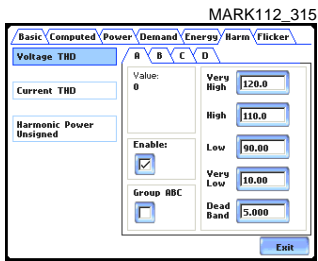 MARK112_315
Basic Computed Power Demand Energy Harm Flicker
Voltage THD
Current THD
Harmonic Power
Unsigned
A B C D
Value:
0
Enable:
Group ABC
Very
High 120.0
High 110.0
Low 90.00
Very
Low 10.00
Dead
Band 5.000
Exit